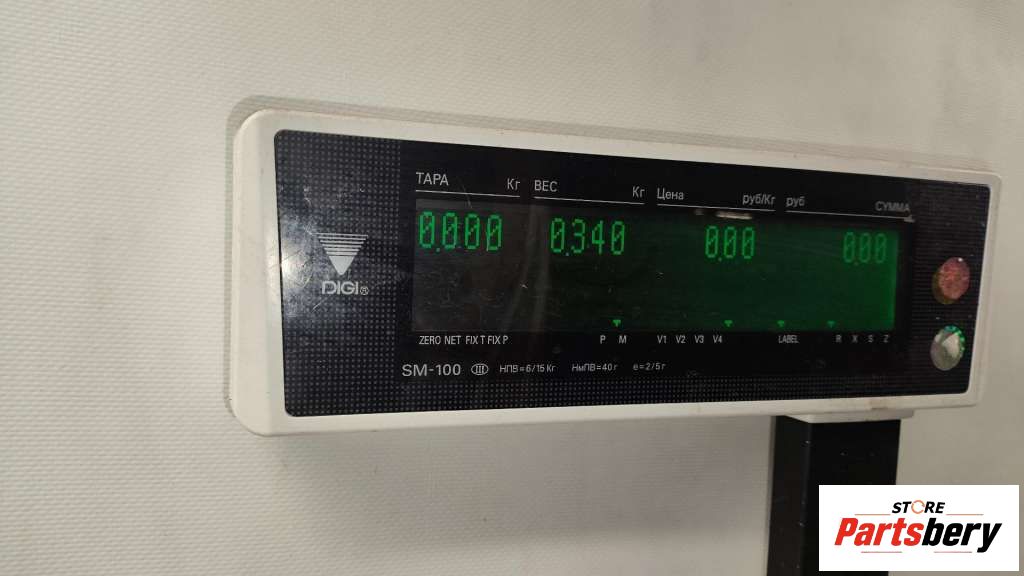 ТАРА Кг ВЕС Кг Цена руб/Кг руб СУММА
0.000 0.340 0.00 0.00
DIGI®
ZERO NET FIX T FIX P P M V1 V2 V3 V4 LABEL R X S Z
SM-100 III НПВ=6/15 Кг НмПВ=40 г e=2/5 г
STORE
Partsbery